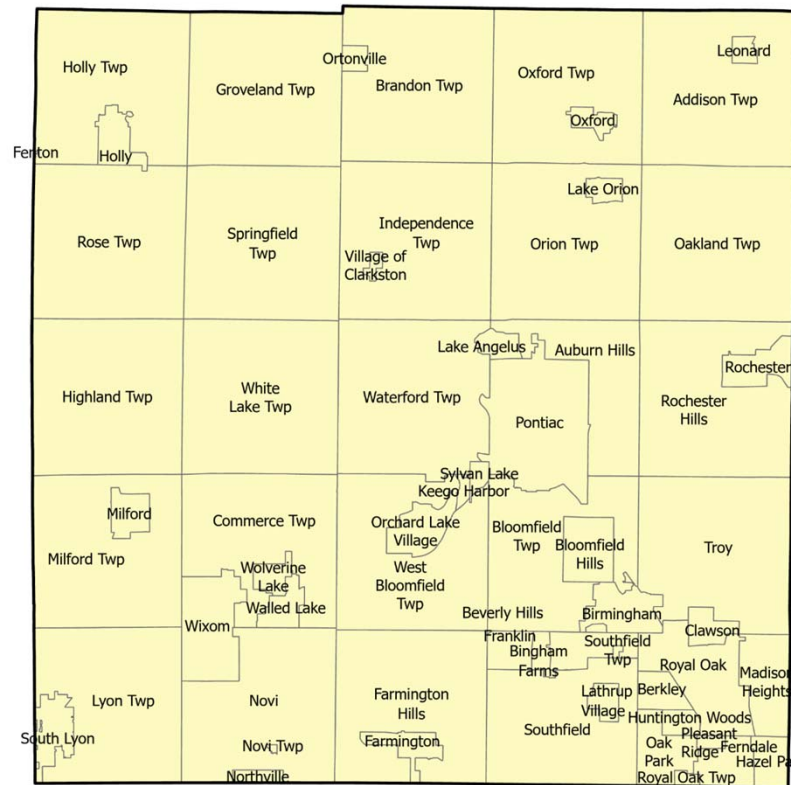 Leonard
Ortonville
Holly Twp
Oxford Twp
Groveland Twp
Brandon Twp
Addison Twp
Oxford
Fenton
Holly
Lake Orion
Independence
Twp
Springfield
Twp
Rose Twp
Orion Twp
Oakland Twp
Village of
Clarkston
Lake Angelus
Auburn Hills
Rochester
White
Lake Twp
Highland Twp
Waterford Twp
Rochester
Hills
Pontiac
Sylvan Lake
Keego Harbor
Milford
Commerce Twp
Orchard Lake
Village
Bloomfield
Twp
Bloomfield
Hills
Troy
Milford Twp
Wolverine
Lake
West
Bloomfield
Twp
Walled Lake
Beverly Hills
Birmingham
Wixom
Clawson
Franklin
Bingham
Farms
Southfield
Twp
Royal Oak
Madison
Heights
Lyon Twp
Novi
Farmington
Hills
Lathrup
Village
Berkley
Huntington Woods
Southfield
South Lyon
Novi Twp
Farmington
Oak
Park
Pleasant
Ridge
Ferndale
Hazel Pa
Northville
Royal Oak Twp